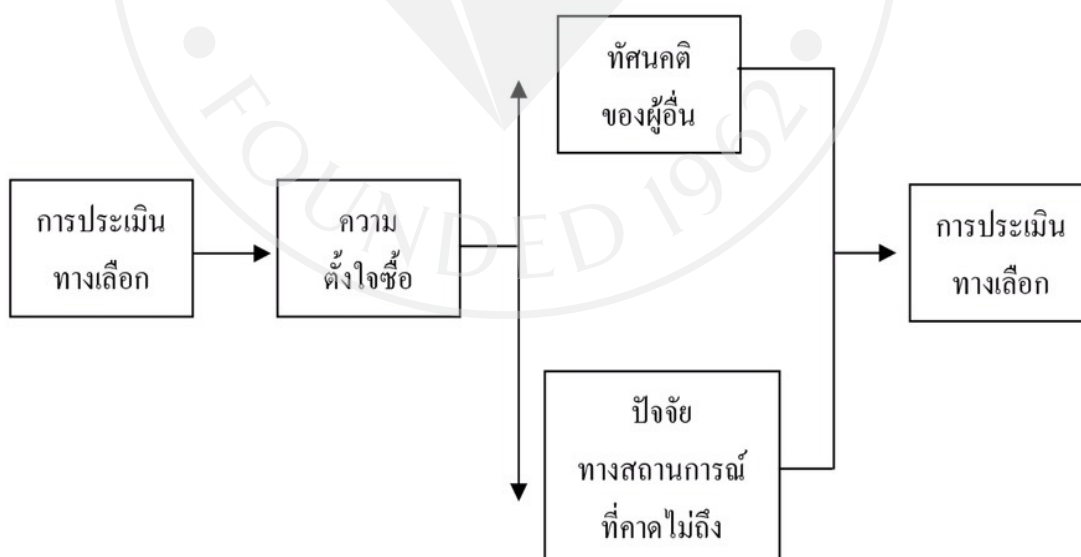 ทัศนคติ
ของผู้อื่น
การประเมิน
ทางเลือก
ความ
ตั้งใจซื้อ
การประเมิน
ทางเลือก
ปัจจัย
ทางสถานการณ์
ที่คาดไม่ถึง
FOUNDED 1962